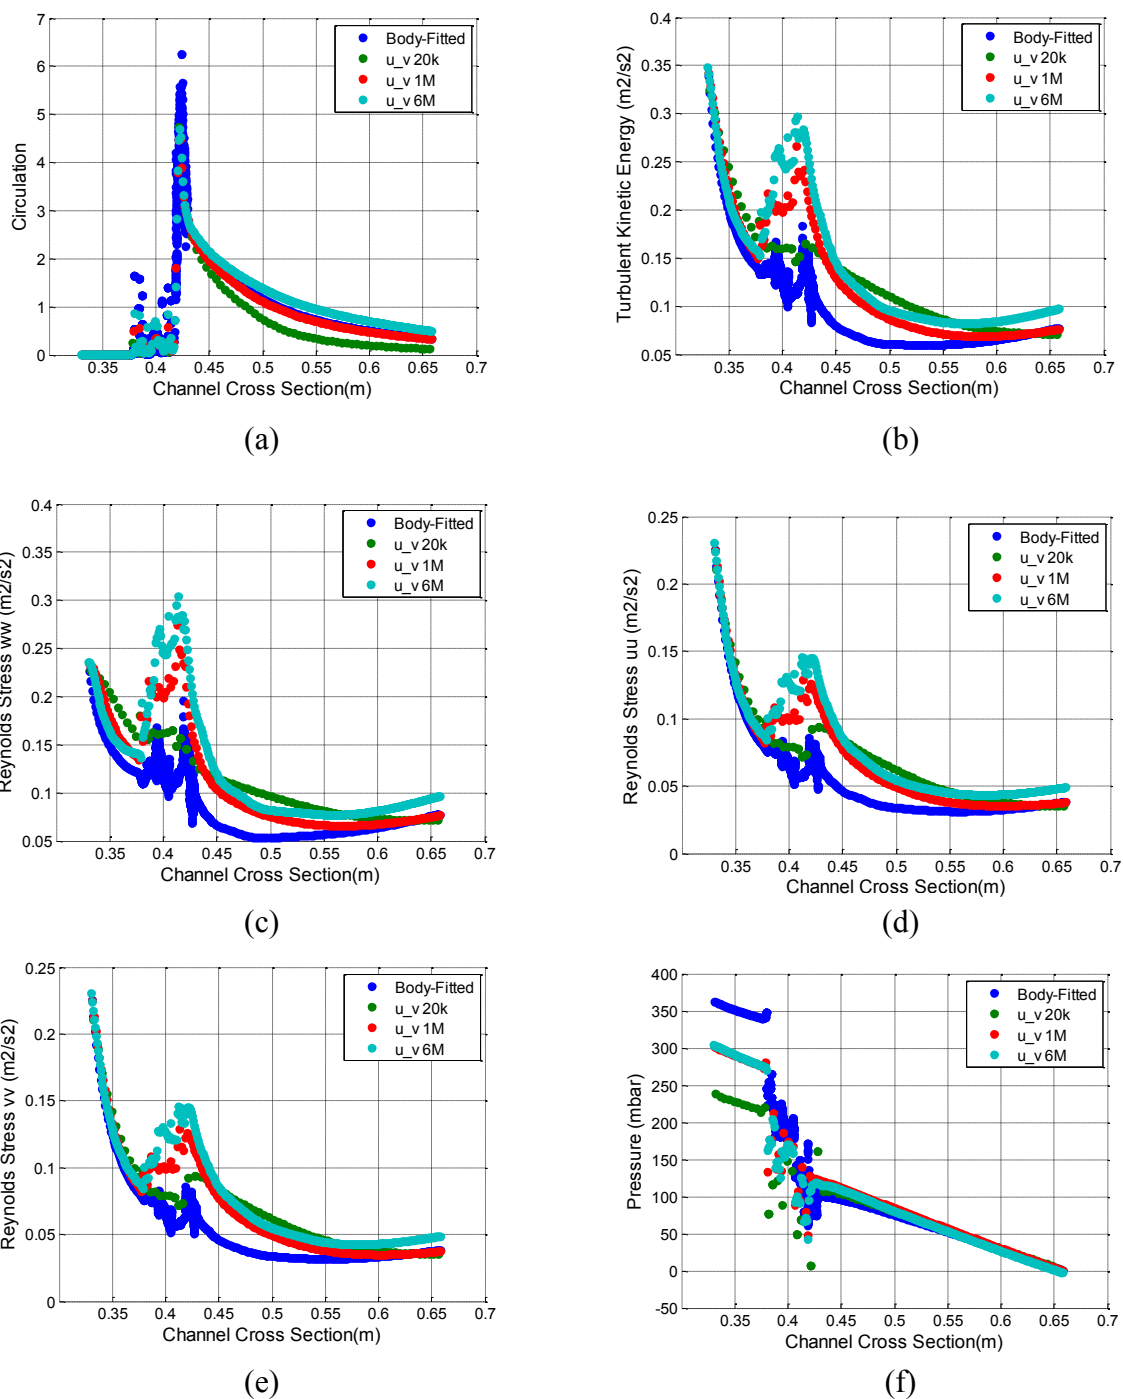 7
6
5
4
3
2
1
0
0.35 0.4 0.45 0.5 0.55 0.6 0.65 0.7
Circulation
Channel Cross Section(m)
Body-Fitted
u_v 20k
u_v 1M
u_v 6M
(a)
0.4
0.35
0.3
0.25
0.2
0.15
0.1
0.05
0.35 0.4 0.45 0.5 0.55 0.6 0.65 0.7
Turbulent Kinetic Energy (m2/s2)
Channel Cross Section(m)
Body-Fitted
u_v 20k
u_v 1M
u_v 6M
(b)
0.4
0.35
0.3
0.25
0.2
0.15
0.1
0.05
0.35 0.4 0.45 0.5 0.55 0.6 0.65 0.7
Reynolds Stress ww (m2/s2)
Channel Cross Section(m)
Body-Fitted
u_v 20k
u_v 1M
u_v 6M
(c)
0.25
0.2
0.15
0.1
0.05
0
0.35 0.4 0.45 0.5 0.55 0.6 0.65 0.7
Reynolds Stress uu (m2/s2)
Channel Cross Section(m)
Body-Fitted
u_v 20k
u_v 1M
u_v 6M
(d)
0.25
0.2
0.15
0.1
0.05
0
0.35 0.4 0.45 0.5 0.55 0.6 0.65 0.7
Reynolds Stress vv (m2/s2)
Channel Cross Section(m)
Body-Fitted
u_v 20k
u_v 1M
u_v 6M
(e)
400
350
300
250
200
150
100
50
0
-50
0.35 0.4 0.45 0.5 0.55 0.6 0.65 0.7
Pressure (mbar)
Channel Cross Section(m)
Body-Fitted
u_v 20k
u_v 1M
u_v 6M
(f)